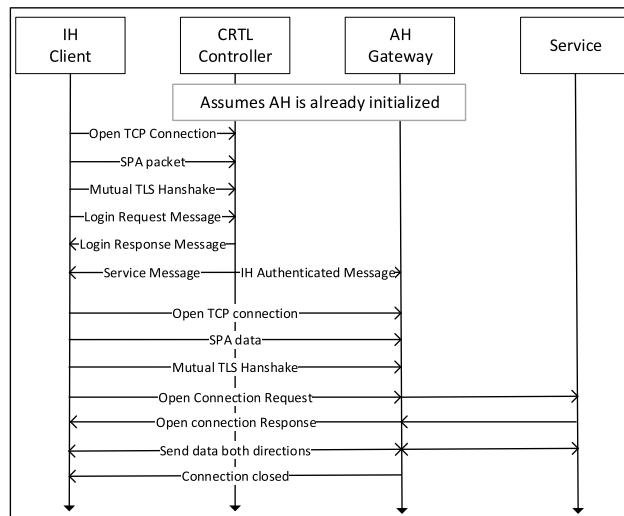 IH
Client
CRTL
Controller
AH
Gateway
Service
Assumes AH is already initialized
Open TCP Connection
SPA packet
Mutual TLS Hanshake
Login Request Message
Login Response Message
Service Message
IH Authenticated Message
Open TCP connection
SPA data
Mutual TLS Hanshake
Open Connection Request
Open connection Response
Send data both directions
Connection closed